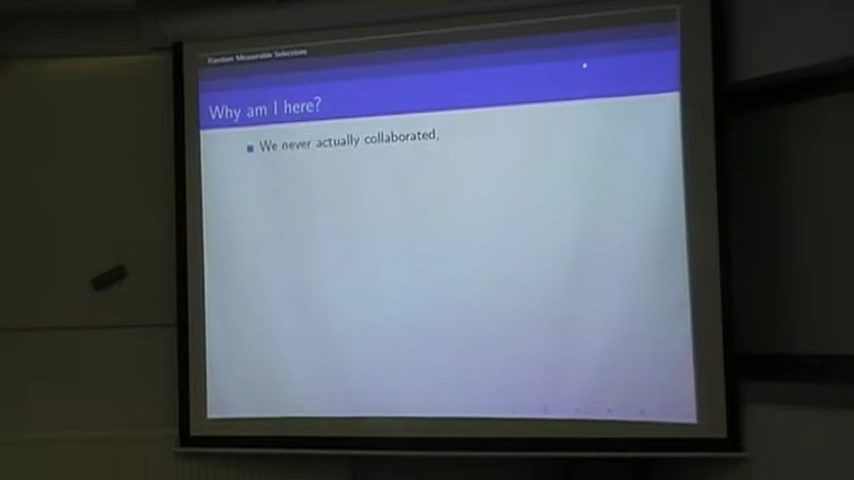 Random Measurable Selections
Why am I here?
We never actually collaborated.